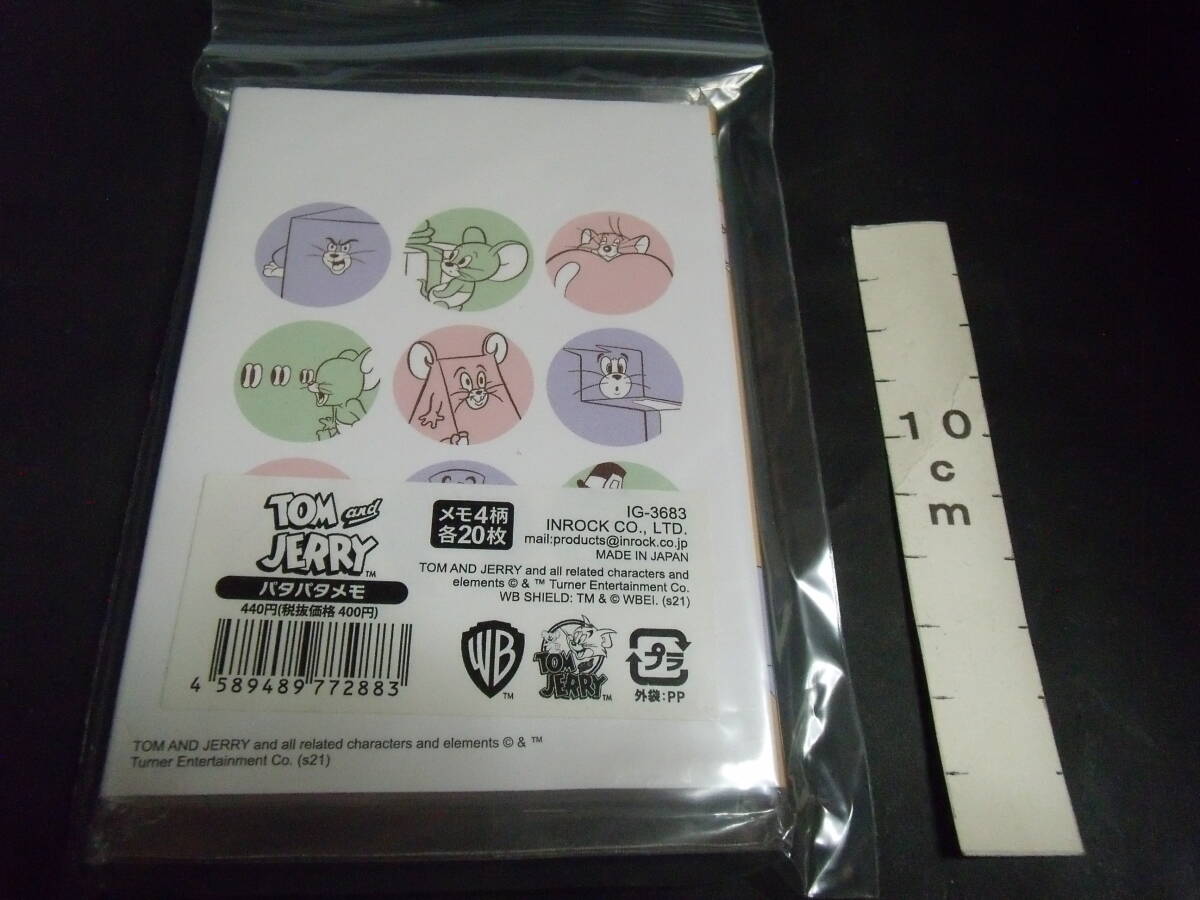 TOM and
JERRY™
パタパタメモ
440円(税抜価格 400円)
4 589489 772883
メモ4柄
各20枚
IG-3683
INROCK CO., LTD.
mail:products@inrock.co.jp
MADE IN JAPAN
TOM AND JERRY and all related characters and
elements © & ™ Turner Entertainment Co.
WB SHIELD: TM & © WBEI. (s21)
WB™
TOM and
JERRY™
プラ
外袋:PP
TOM AND JERRY and all related characters and elements © & ™
Turner Entertainment Co. (s21)
10
cm